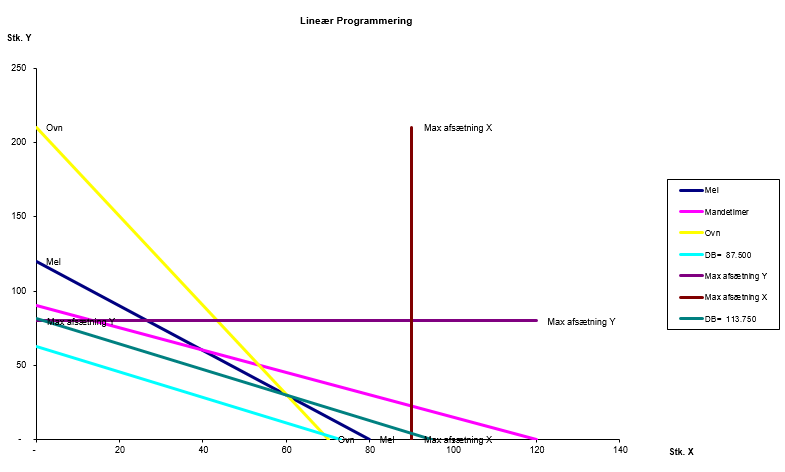 Lineær Programmering
Stk. Y
250
200
150
100
50
-
Ovn
Max afsætning X
Mel
Max afsætning Y
Max afsætning Y
Ovn
Mel
Max afsætning X
-
20
40
60
80
100
120
140
Stk. X
Mel
Mandetimer
Ovn
DB= 87.500
Max afsætning Y
Max afsætning X
DB= 113.750